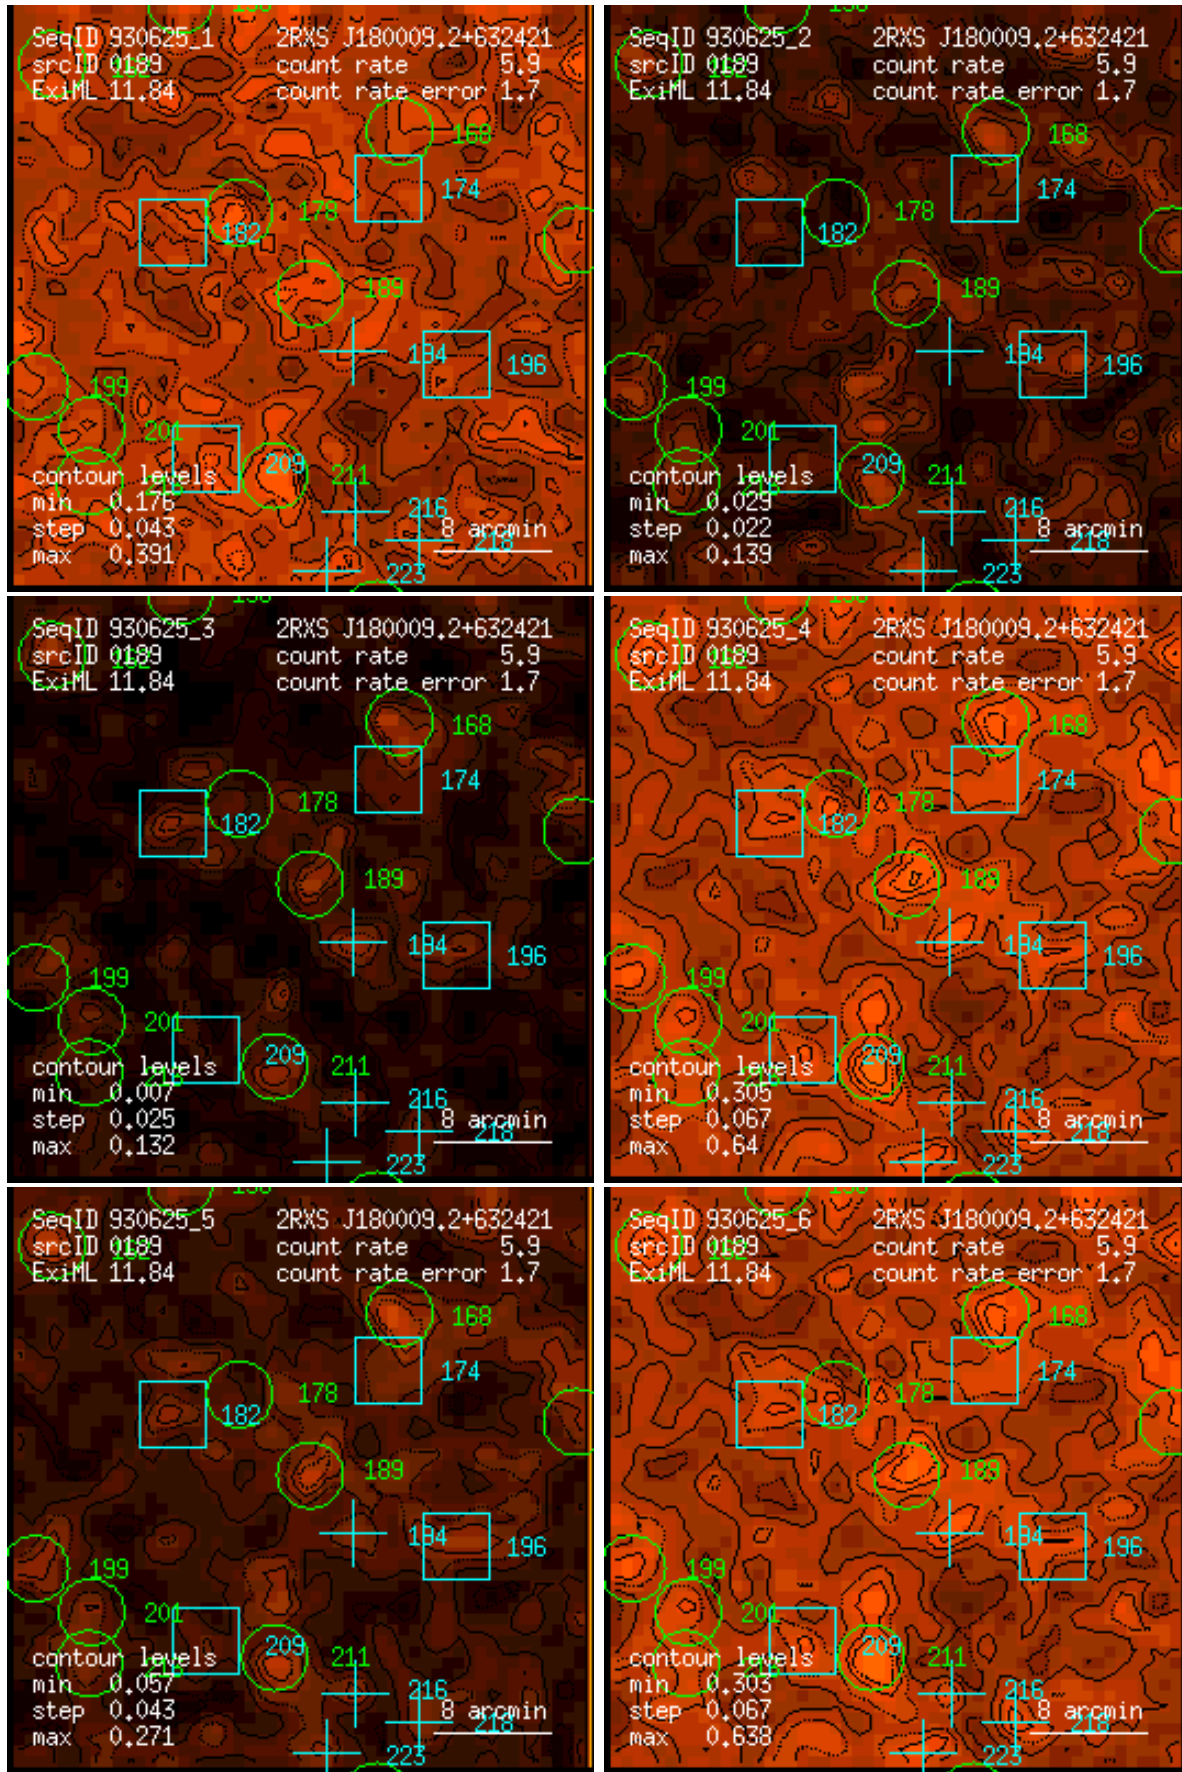 SeqID 930625_1 2RXS J180009.2+632421
srcID 0189 count rate 5.9
ExiML 11.84 count rate error 1.7
168
174
178
182
189
194
196
199
201
209
211
contour levels
min 0.176
216
step 0.043
8 arcmin
218
max 0.391
223
SeqID 930625_2 2RXS J180009.2+632421
srcID 0189 count rate 5.9
ExiML 11.84 count rate error 1.7
168
174
178
182
189
194
196
199
201
209
211
contour levels
min 0.029
216
step 0.022
8 arcmin
218
max 0.139
223
SeqID 930625_3 2RXS J180009.2+632421
srcID 0189 count rate 5.9
ExiML 11.84 count rate error 1.7
168
174
178
182
189
194
196
199
201
209
211
contour levels
min 0.007
216
step 0.025
8 arcmin
218
max 0.132
223
SeqID 930625_4 2RXS J180009.2+632421
srcID 0189 count rate 5.9
ExiML 11.84 count rate error 1.7
168
174
178
182
189
194
196
199
201
209
211
contour levels
min 0.305
216
step 0.067
8 arcmin
218
max 0.64
223
SeqID 930625_5 2RXS J180009.2+632421
srcID 0189 count rate 5.9
ExiML 11.84 count rate error 1.7
168
174
178
182
189
194
196
199
201
209
211
contour levels
min 0.057
216
step 0.043
8 arcmin
218
max 0.271
223
SeqID 930625_6 2RXS J180009.2+632421
srcID 0189 count rate 5.9
ExiML 11.84 count rate error 1.7
168
174
178
182
189
194
196
199
201
209
211
contour levels
min 0.303
216
step 0.067
8 arcmin
218
max 0.638
223